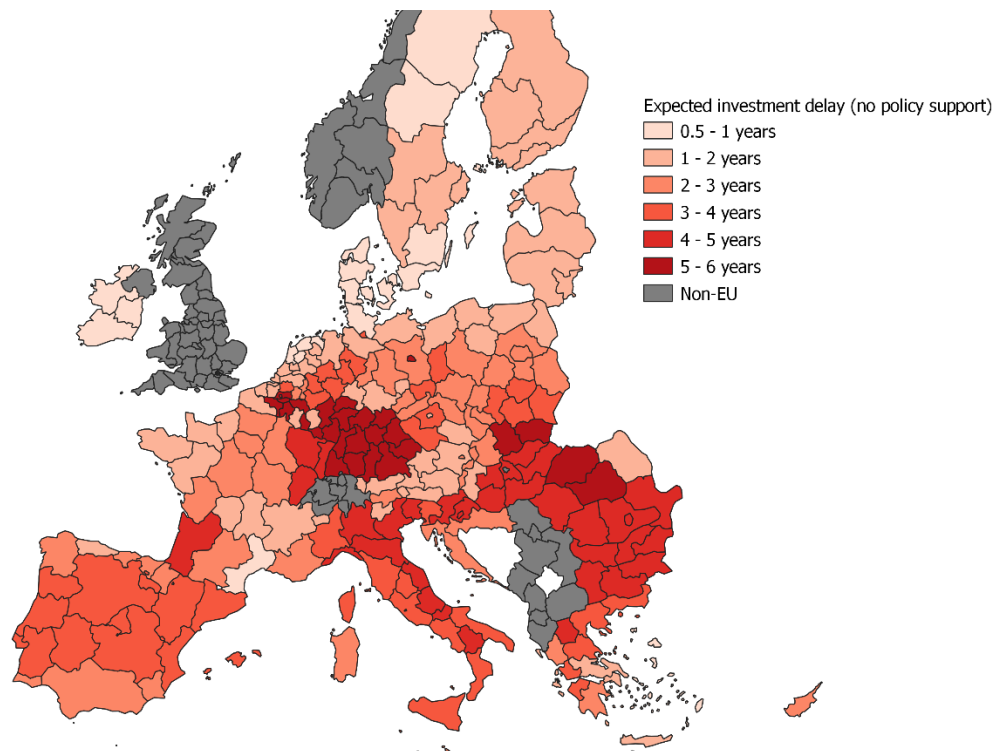 Expected investment delay (no policy support)
0.5 - 1 years
1 - 2 years
2 - 3 years
3 - 4 years
4 - 5 years
5 - 6 years
Non-EU